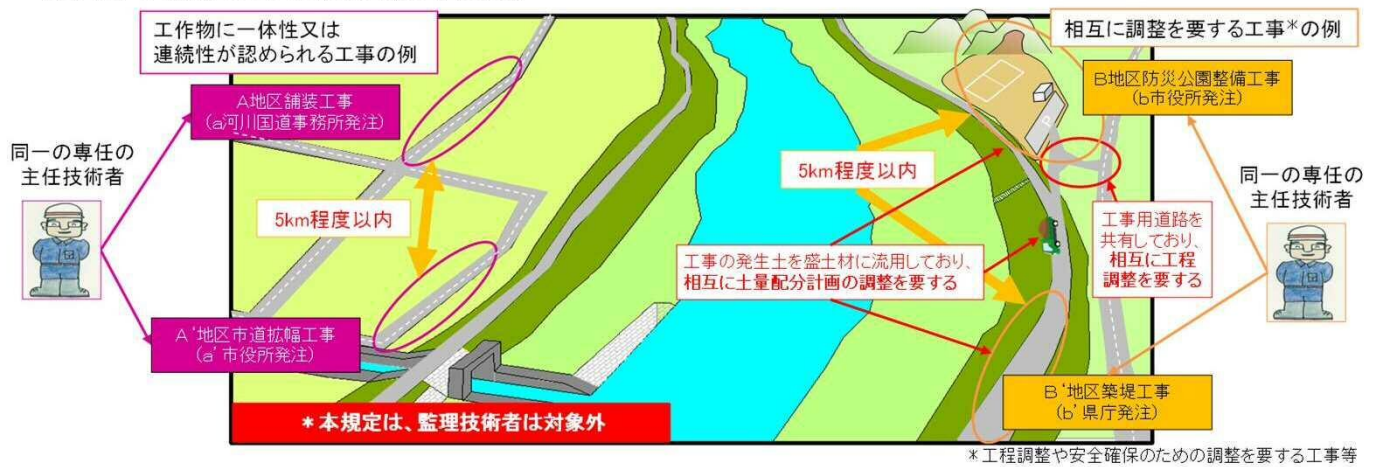 工作物に一体性又は
連続性が認められる工事の例
A地区舗装工事
(a河川国道事務所発注)
同一の専任の
主任技術者
5km程度以内
A'地区市道拡幅工事
(a'市役所発注)
*本規定は、監理技術者は対象外
相互に調整を要する工事*の例
B地区防災公園整備工事
(b市役所発注)
5km程度以内
P
同一の専任の
主任技術者
工事用道路を
共有しており、
相互に工程
調整を要する
工事の発生土を盛土材に流用しており、
相互に土量配分計画の調整を要する
B'地区築堤工事
(b'県庁発注)
*工程調整や安全確保のための調整を要する工事等